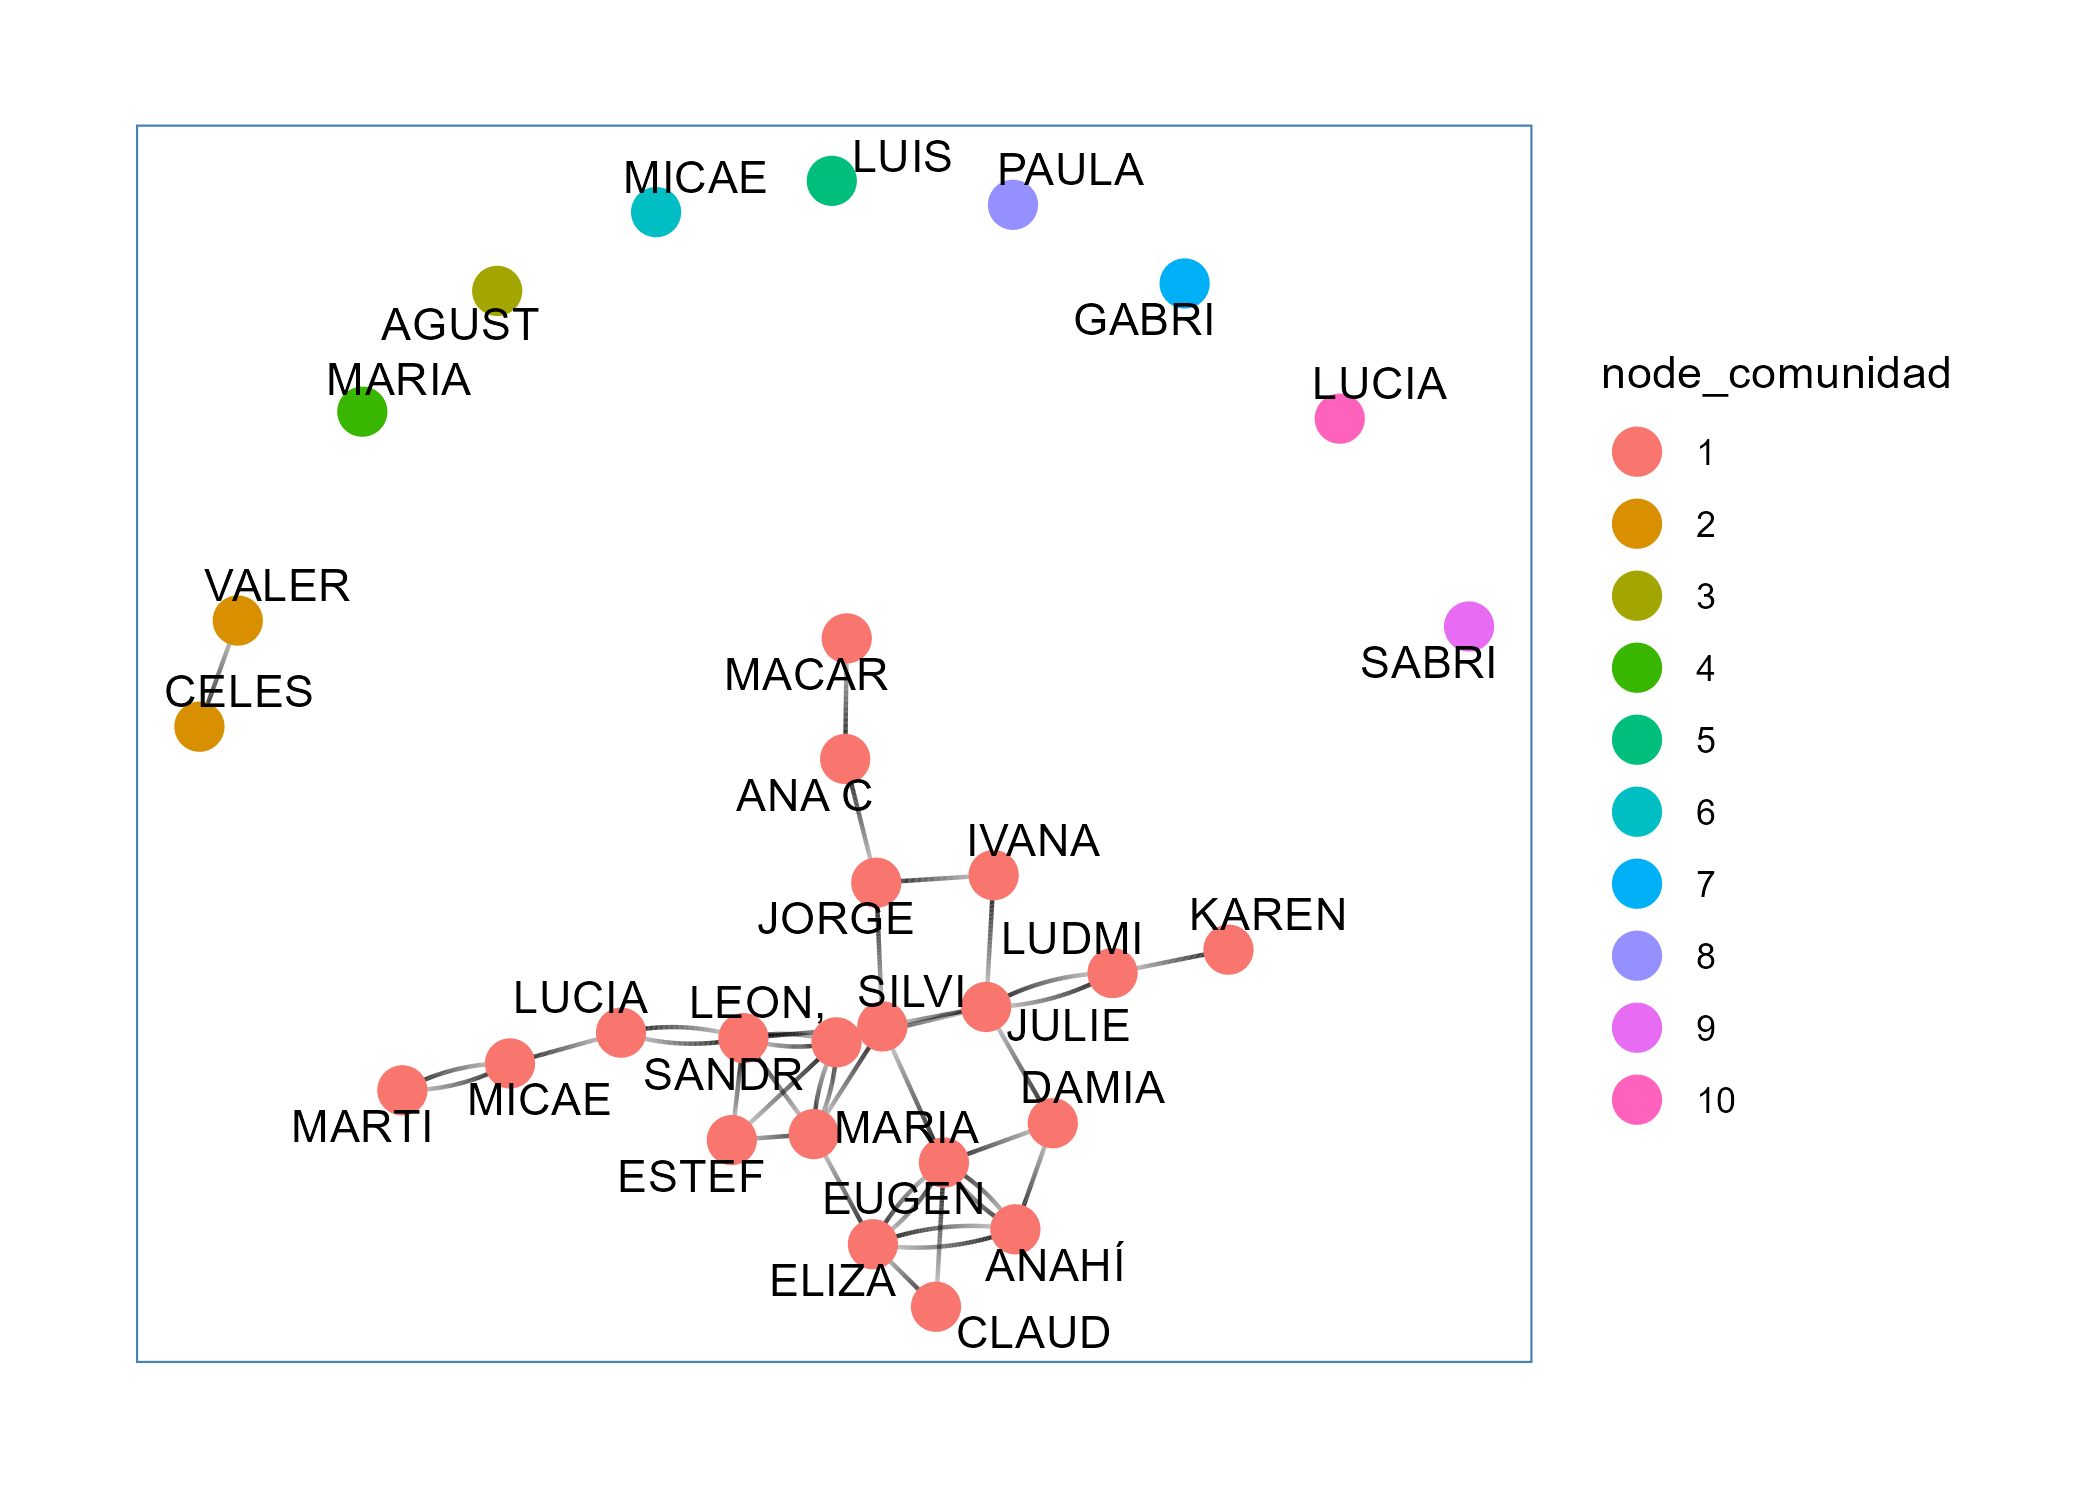 LUIS
MICAE
PAULA
AGUST
GABRI
MARIA
LUCIA
VALER
SABRI
CELES
MACAR
ANA C
IVANA
JORGE
LUDMI
KAREN
LUCIA
LEON,
SILVI
JULIE
SANDR
MICAE
MARTI
DAMIA
MARIA
ESTEF
EUGEN
ELIZA
ANAHÍ
CLAUD
node_comunidad
1
2
3
4
5
6
7
8
9
10